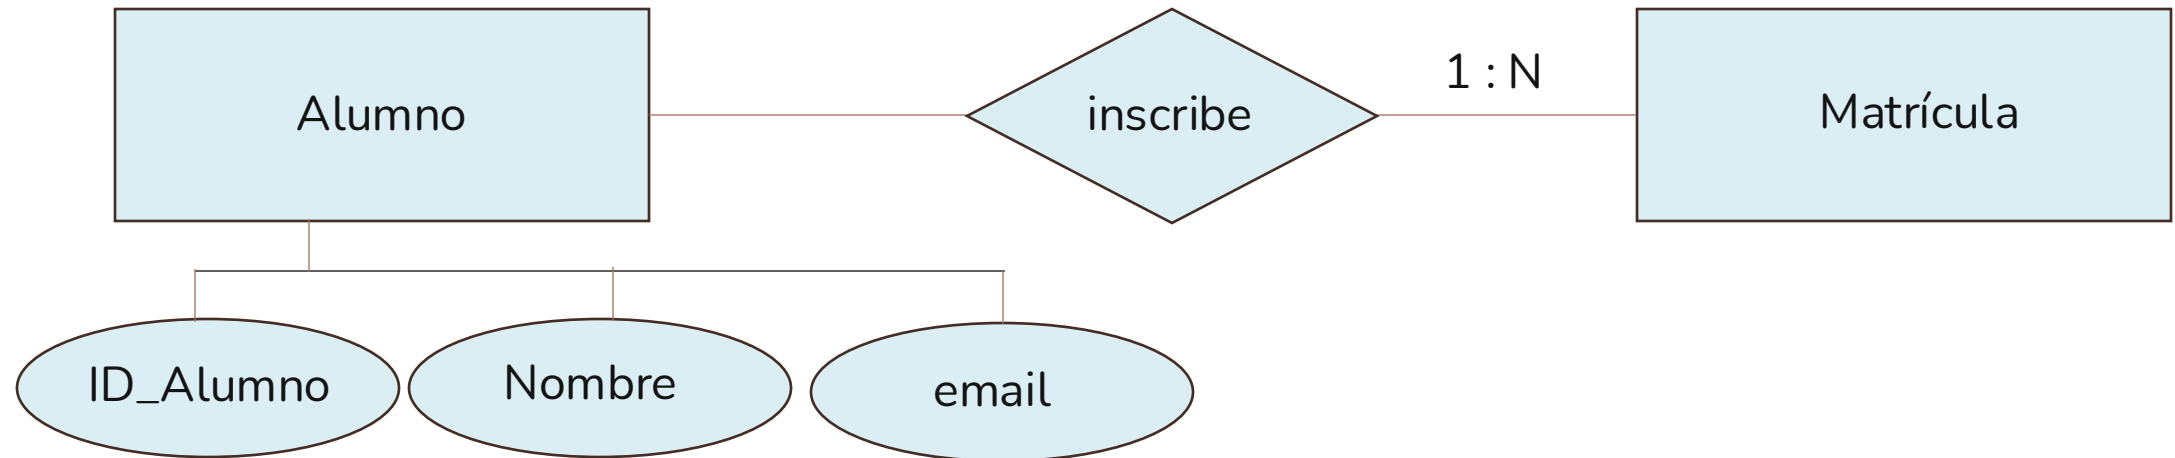 Alumno
inscribe
1 : N
Matrícula
ID_Alumno
Nombre
email